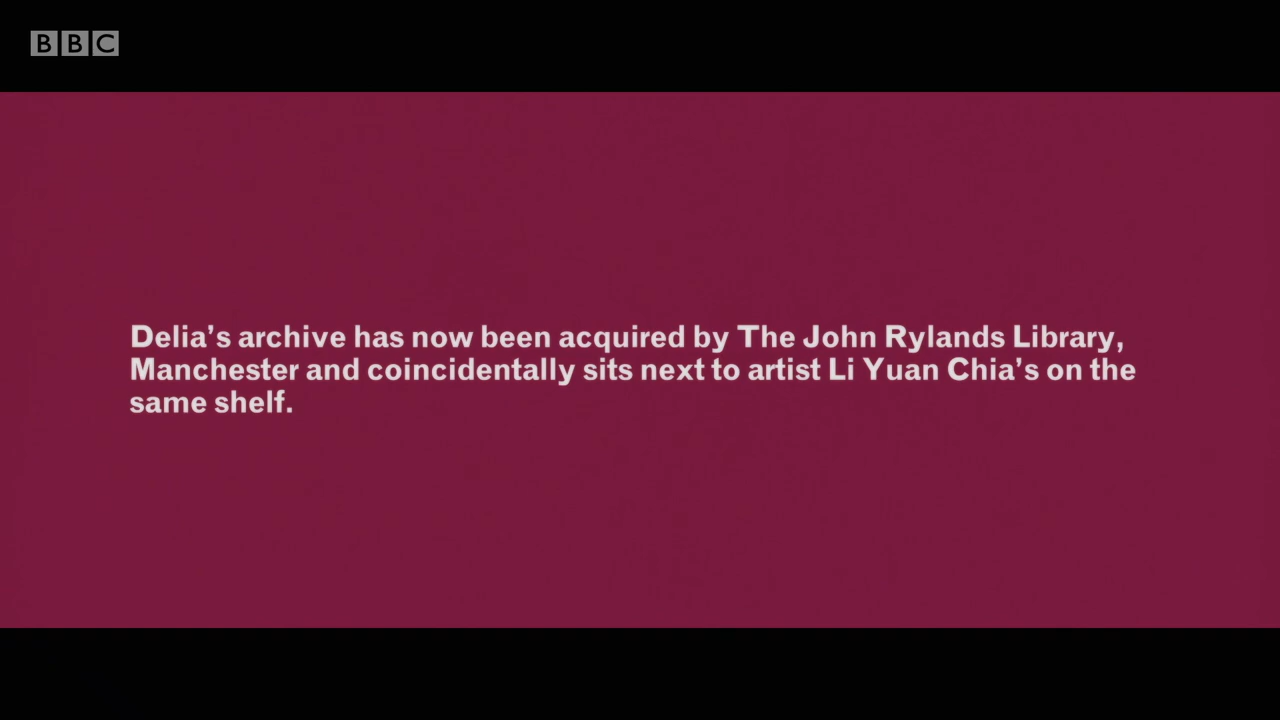 BBC
Delia’s archive has now been acquired by The John Rylands Library,
Manchester and coincidentally sits next to artist Li Yuan Chia’s on the
same shelf.